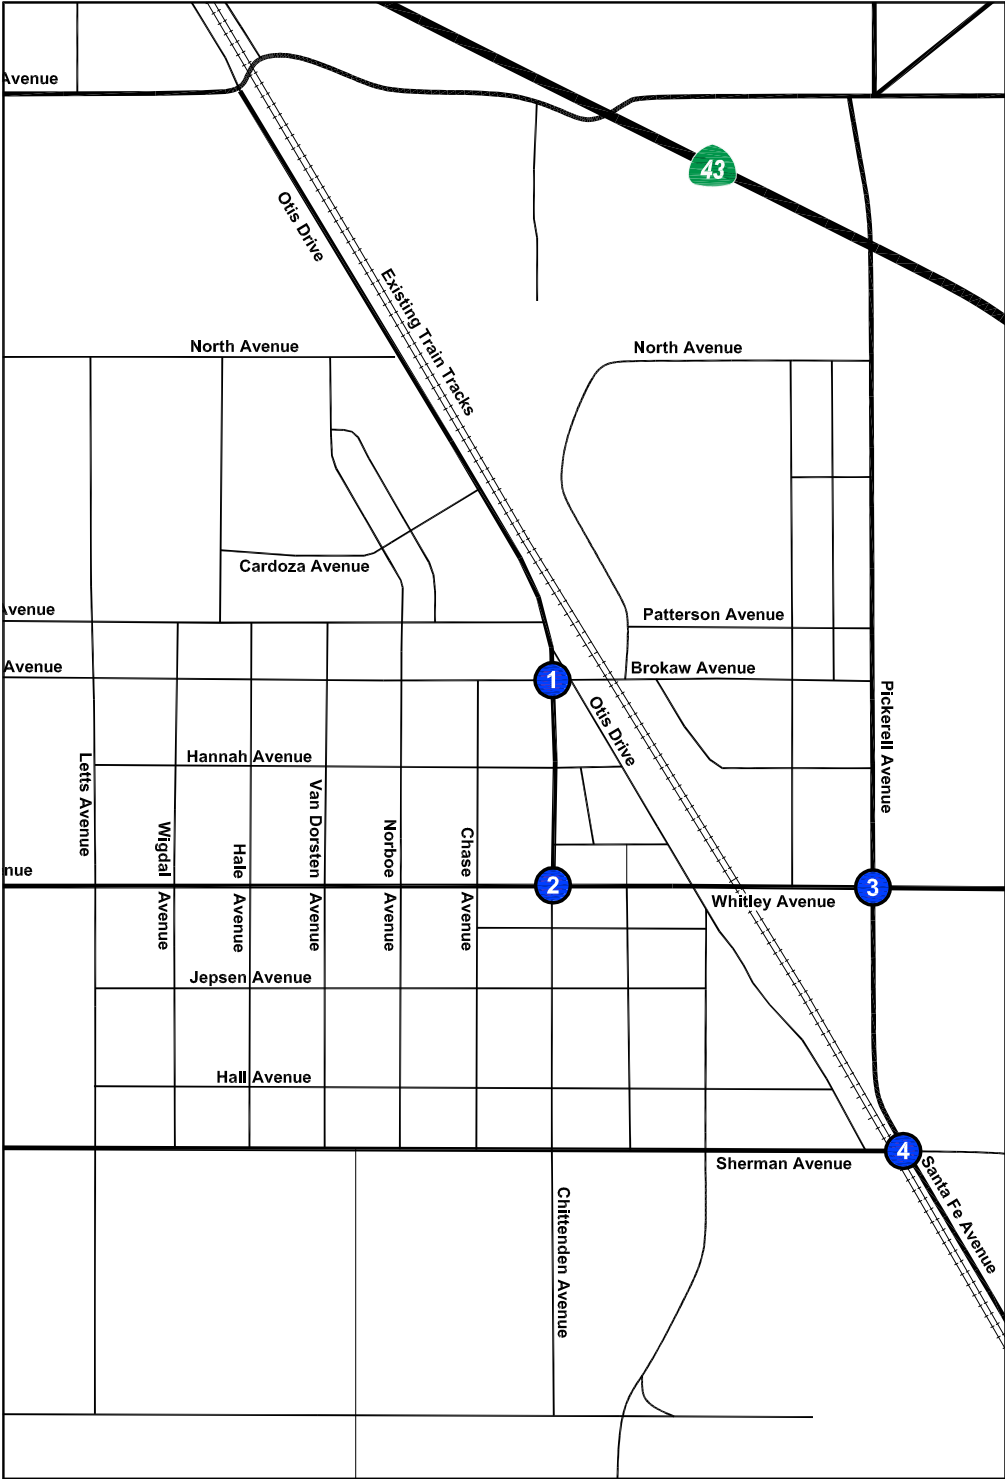 Avenue
43
Otis Drive
Existing Train Tracks
North Avenue
North Avenue
Cardoza Avenue
Avenue
Patterson Avenue
Avenue
Brokaw Avenue
1
Otis Drive
Pickerell Avenue
Hannah Avenue
Letts Avenue
Van Dorsten
Avenue
Wigdal
Avenue
Hale
Avenue
Norboe
Avenue
Chase
Avenue
nue
2
3
Whitley Avenue
Jepsen Avenue
Hall Avenue
4
Sherman Avenue
Santa Fe Avenue
Chittenden Avenue